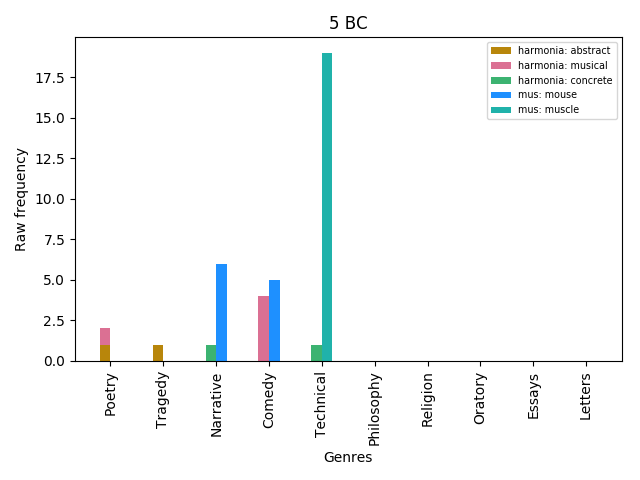 5 BC
harmonia: abstract
harmonia: musical
harmonia: concrete
mus: mouse
mus: muscle
Raw frequency
17.5
15.0
12.5
10.0
7.5
5.0
2.5
0.0
Poetry
Tragedy
Narrative
Comedy
Technical
Philosophy
Religion
Oratory
Essays
Letters
Genres